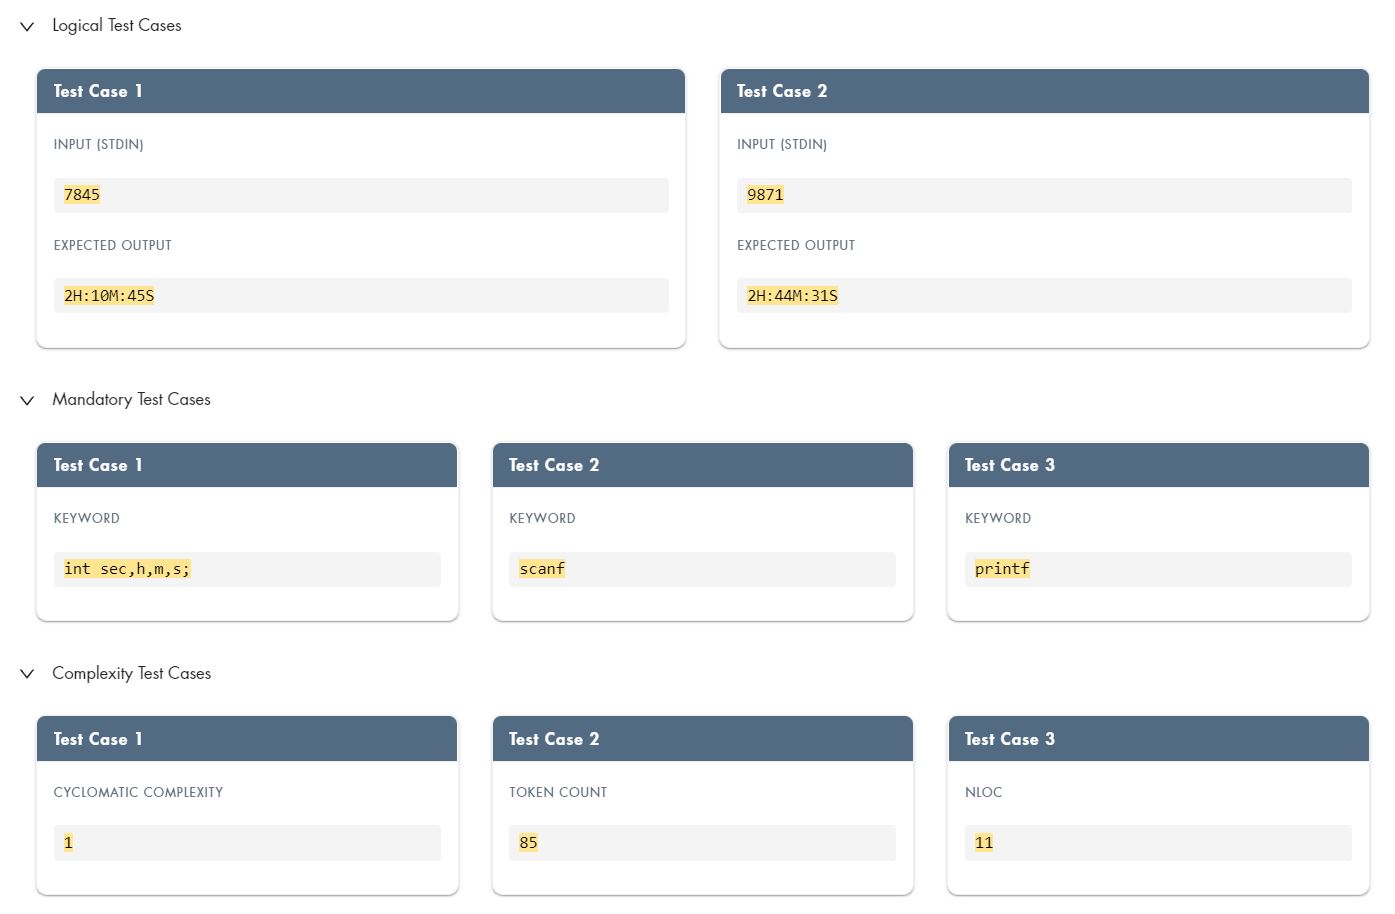 Logical Test Cases
Test Case 1
INPUT (STDIN)
7845
EXPECTED OUTPUT
2H:10M:45S
Test Case 2
INPUT (STDIN)
9871
EXPECTED OUTPUT
2H:44M:31S
Mandatory Test Cases
Test Case 1
KEYWORD
int sec,h,m,s;
Test Case 2
KEYWORD
scanf
Test Case 3
KEYWORD
printf
Complexity Test Cases
Test Case 1
CYCLOMATIC COMPLEXITY
1
Test Case 2
TOKEN COUNT
85
Test Case 3
NLOC
11